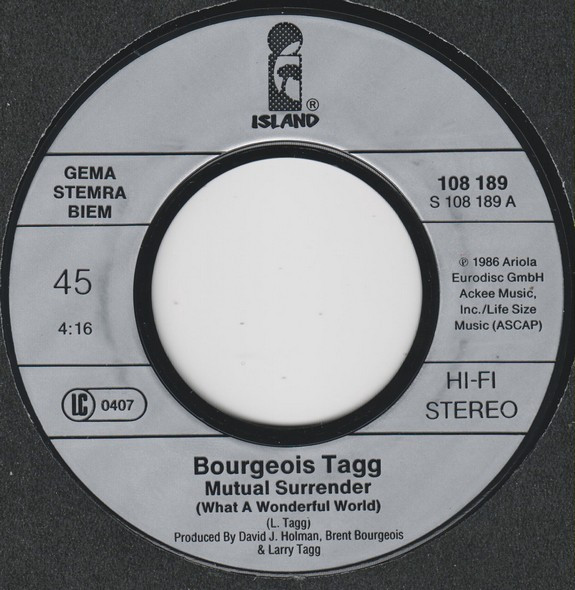 ®
ISLAND
GEMA
STEMRA
BIEM
108 189
S 108 189 A
45
4:16
℗ 1986 Ariola
Eurodisc GmbH
Ackee Music,
Inc./Life Size
Music (ASCAP)
LC 0407
HI-FI
STEREO
Bourgeois Tagg
Mutual Surrender
(What A Wonderful World)
(L. Tagg)
Produced By David J. Holman, Brent Bourgeois
& Larry Tagg